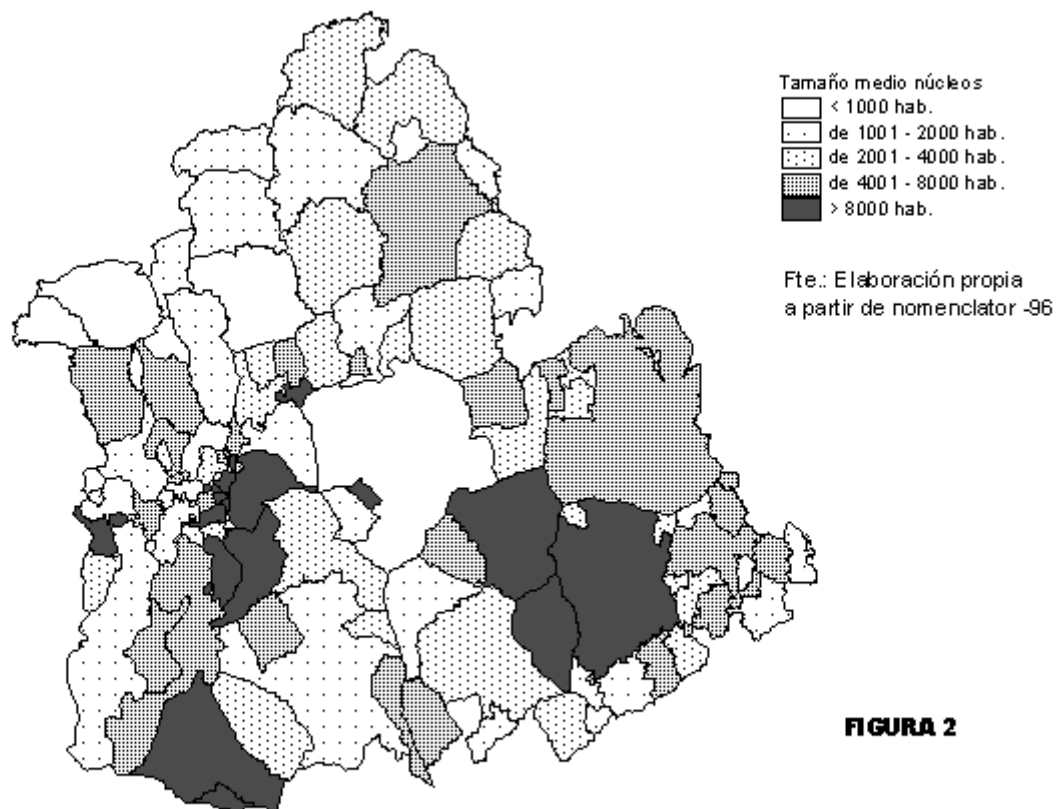 Tamaño medio núcleos
< 1000 hab.
de 1001 - 2000 hab.
de 2001 - 4000 hab.
de 4001 - 8000 hab.
> 8000 hab.
Fte.: Elaboración propia
a partir de nomenclator -96
FIGURA 2